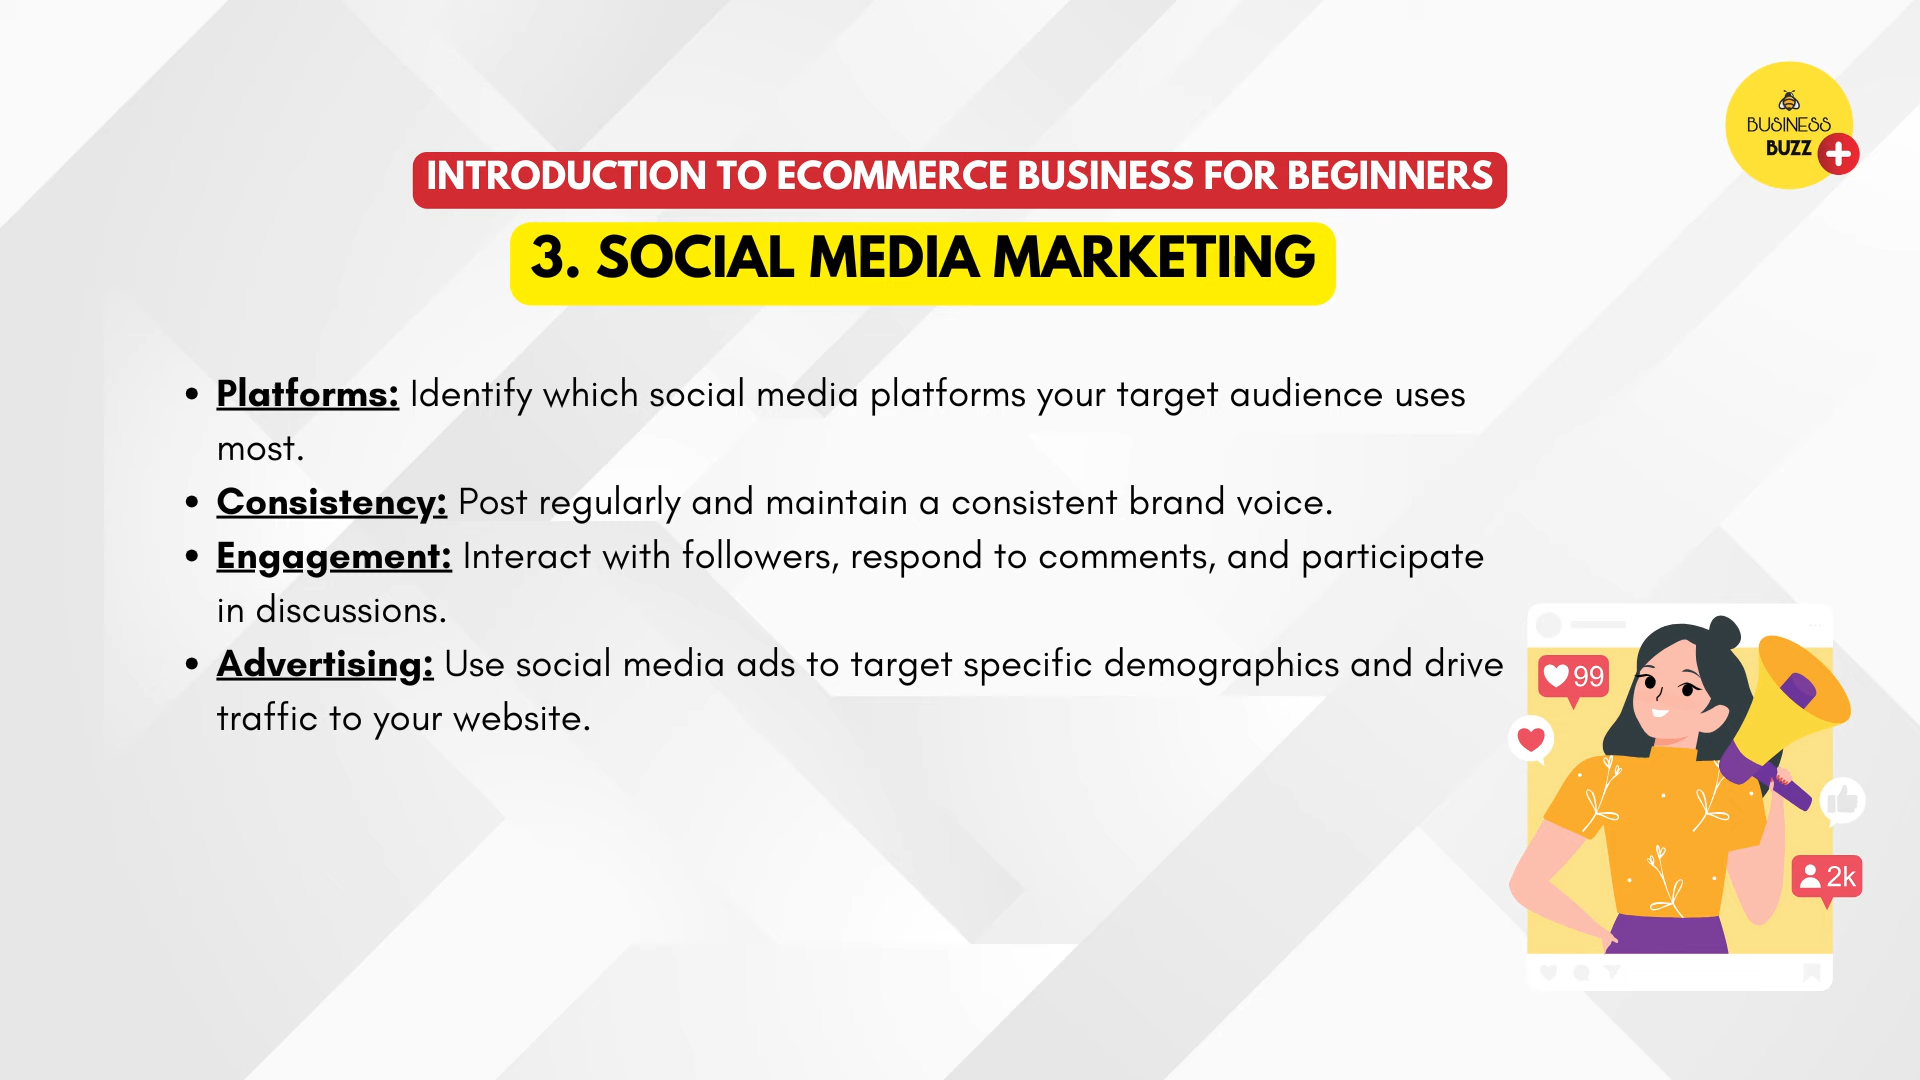 BUSINESS
BUZZ
INTRODUCTION TO ECOMMERCE BUSINESS FOR BEGINNERS
3. SOCIAL MEDIA MARKETING
• Platforms: Identify which social media platforms your target audience uses
most.
• Consistency: Post regularly and maintain a consistent brand voice.
• Engagement: Interact with followers, respond to comments, and participate
in discussions.
• Advertising: Use social media ads to target specific demographics and drive
traffic to your website.
99
2k